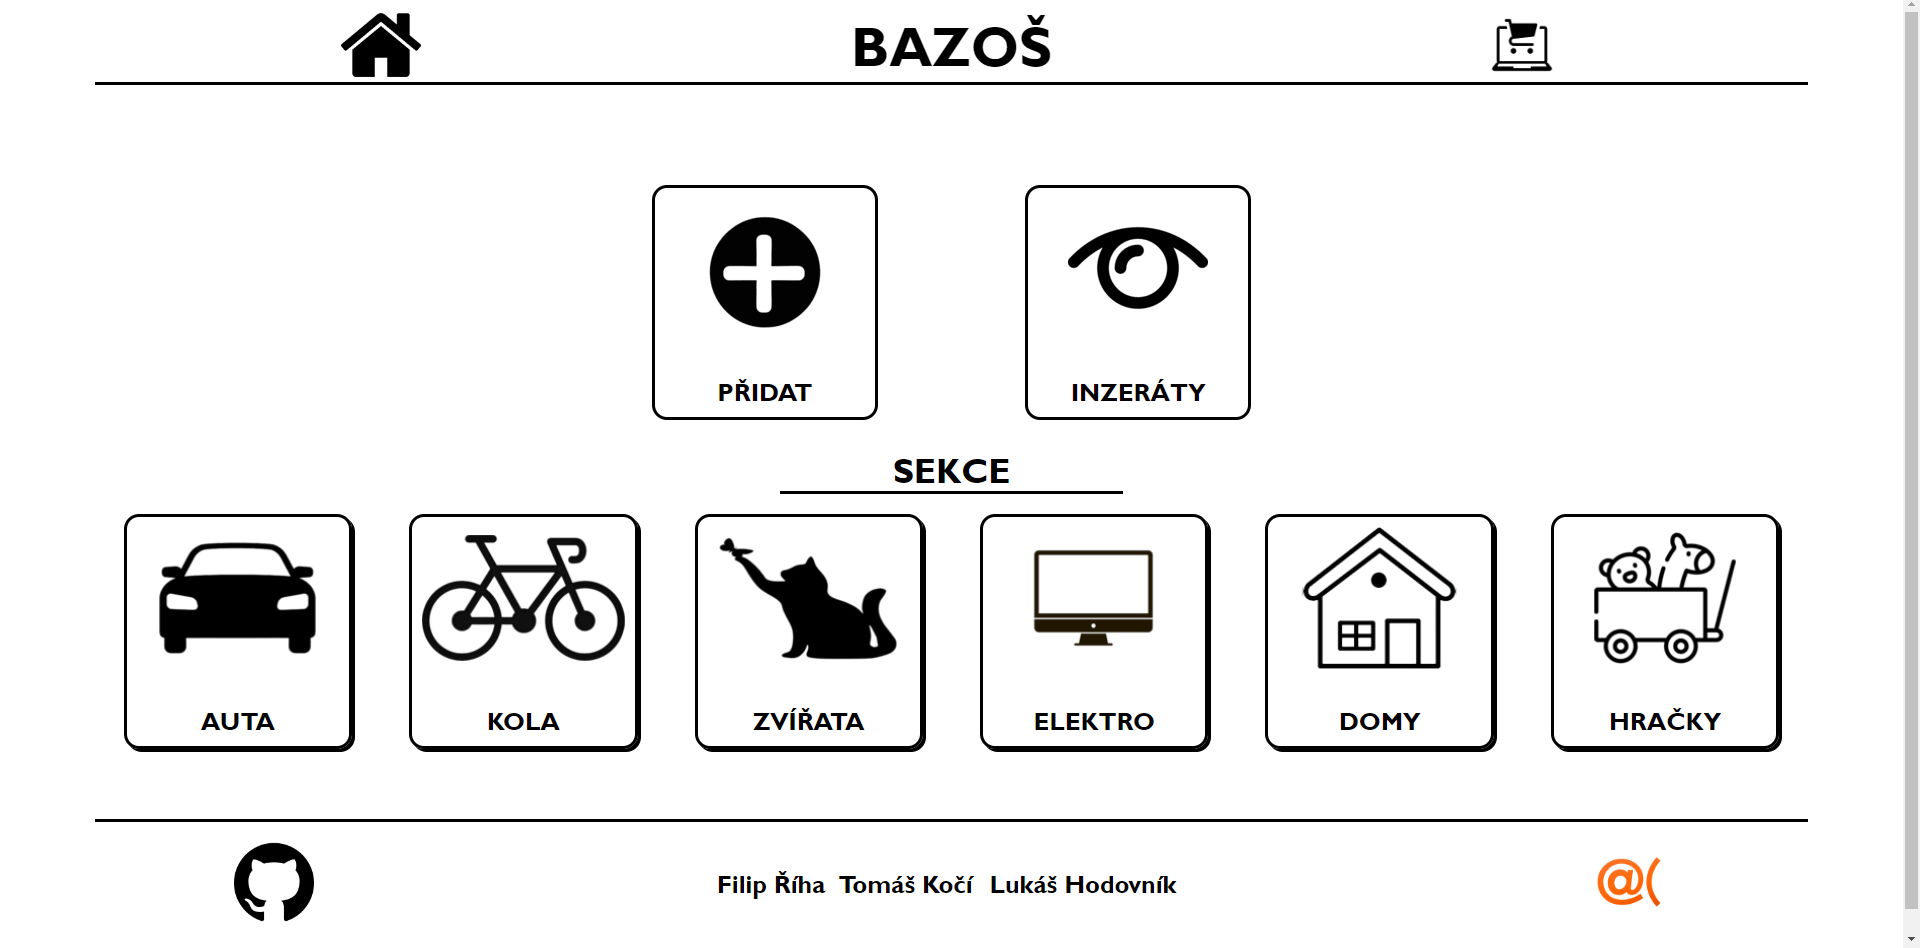 BAZOŠ
PŘIDAT INZERÁTY
SEKCE
AUTA KOLA ZVÍŘATA ELEKTRO DOMY HRAČKY
Filip Říha Tomáš Kočí Lukáš Hodovník @(